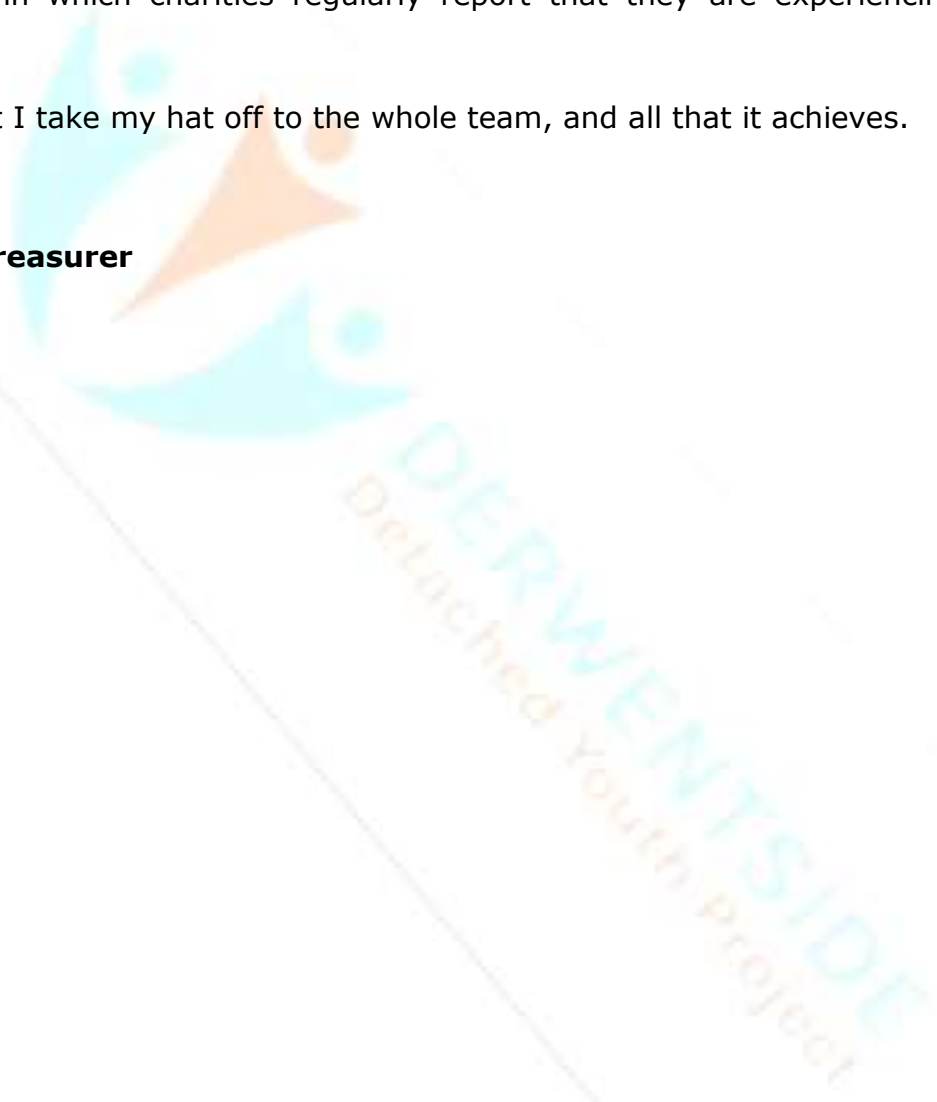 in which charities regularly report that they are
I take my hat off to the whole team, and all that it achieves.
reasurer
DERWENTSIDE
Detached Youth Project